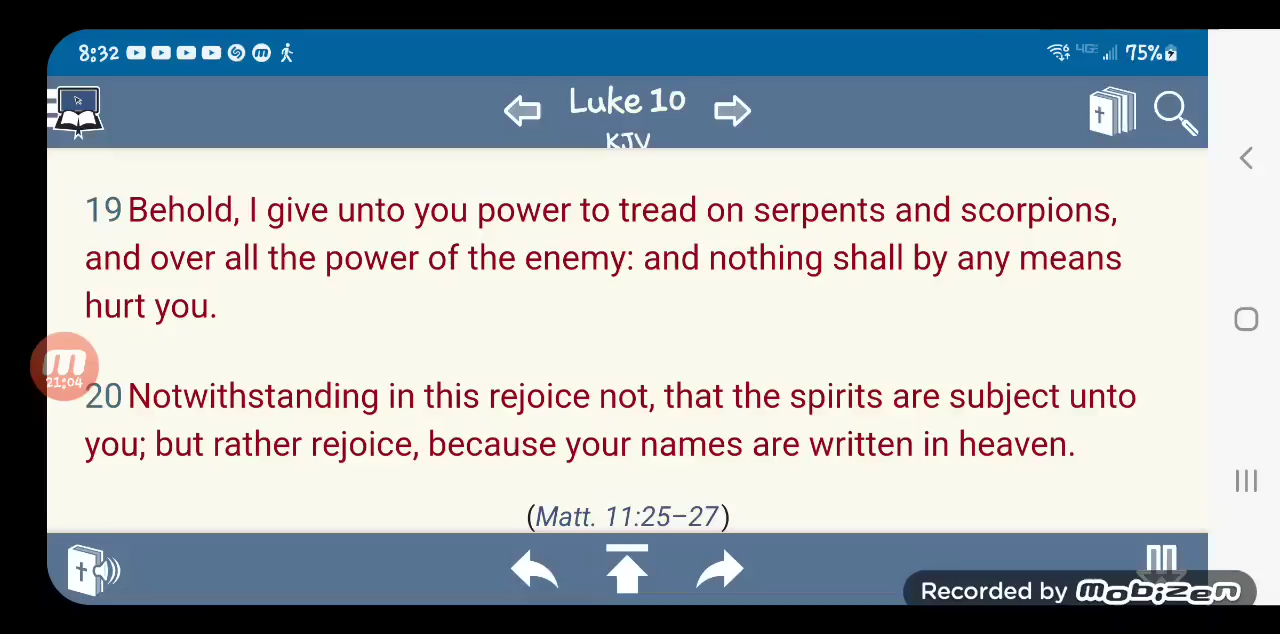 8:32 4GE 75%
Luke 10
KJV
19 Behold, I give unto you power to tread on serpents and scorpions,
and over all the power of the enemy: and nothing shall by any means
hurt you.
m
21:04
20 Notwithstanding in this rejoice not, that the spirits are subject unto
you; but rather rejoice, because your names are written in heaven.
(Matt. 11:25–27)
Recorded by mobizen